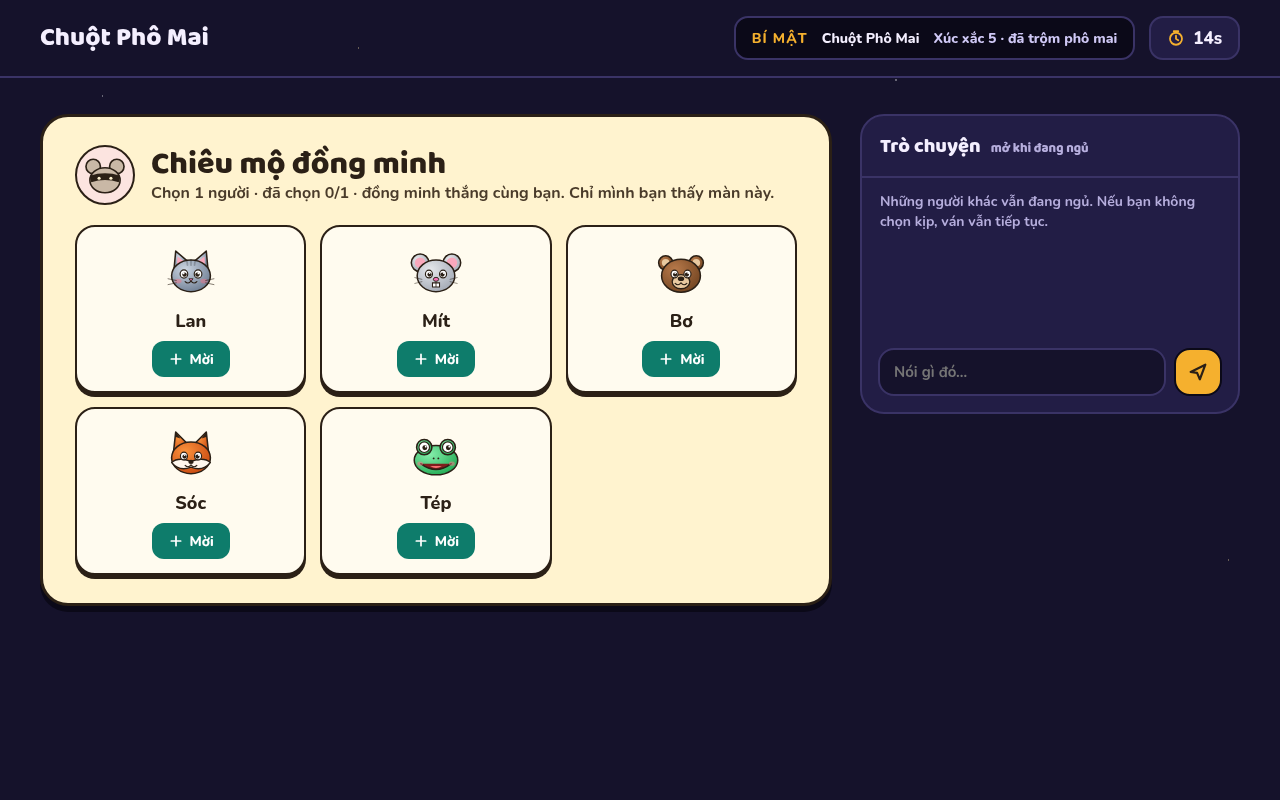 Chuột Phô Mai
BÍ MẬT Chuột Phô Mai Xúc xắc 5 · đã trộm phô mai
14s
Chiêu mộ đồng minh
Chọn 1 người · đã chọn 0/1 · đồng minh thắng cùng bạn. Chỉ mình bạn thấy màn này.
Lan
+ Mời
Mít
+ Mời
Bơ
+ Mời
Sóc
+ Mời
Tép
+ Mời
Trò chuyện mở khi đang ngủ
Những người khác vẫn đang ngủ. Nếu bạn không
chọn kịp, ván vẫn tiếp tục.
Nói gì đó...